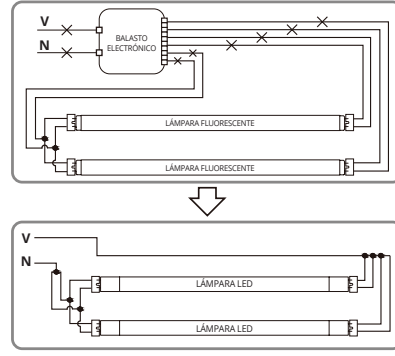 V
N
BALASTO
ELECTRÓNICO
LÁMPARA FLUORESCENTE
LÁMPARA FLUORESCENTE
V
N
LÁMPARA LED
LÁMPARA LED